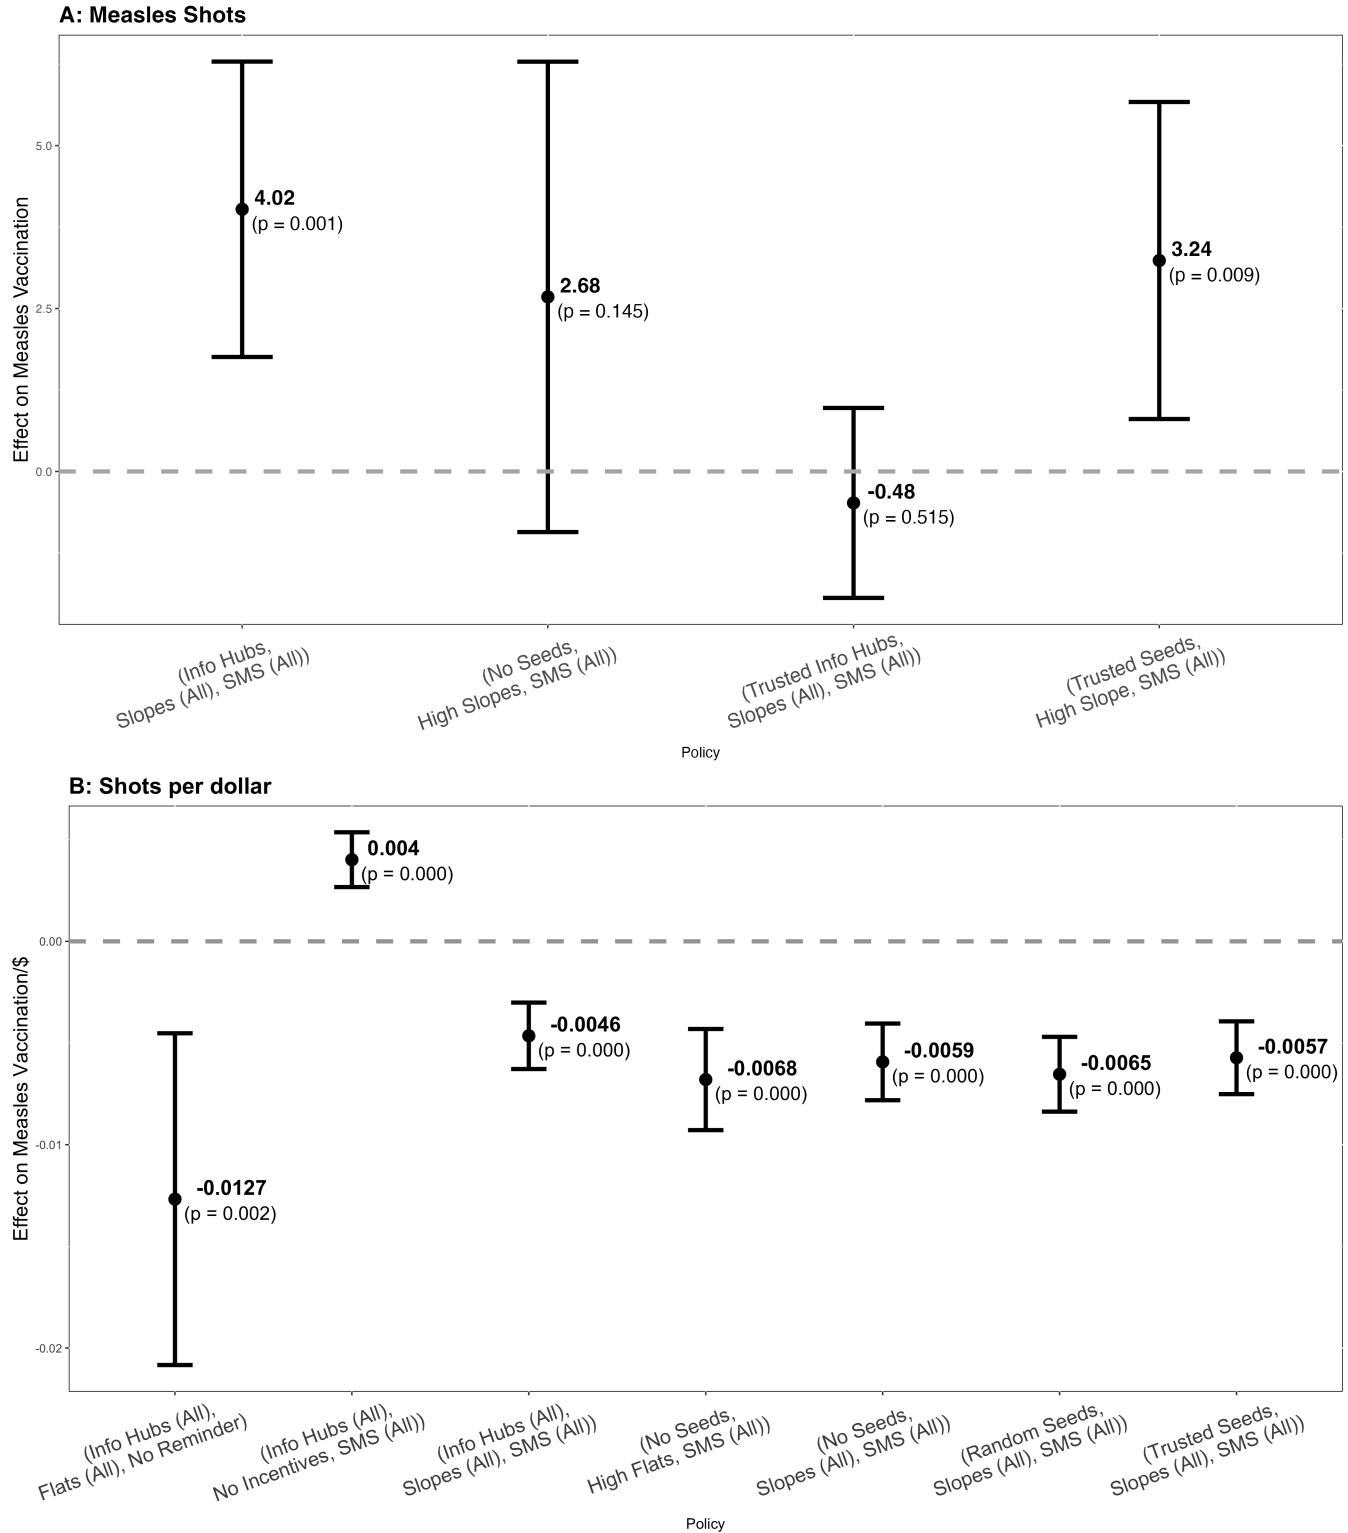 A: Measles Shots
Effect on Measles Vaccination
5.0
2.5
0.0
4.02
(p = 0.001)
2.68
(p = 0.145)
-0.48
(p = 0.515)
3.24
(p = 0.009)
(Info Hubs,
Slopes (All), SMS (All))
(No Seeds,
High Slopes, SMS (All))
(Trusted Info Hubs,
Slopes (All), SMS (All))
(Trusted Seeds,
High Slope, SMS (All))
Policy
B: Shots per dollar
Effect on Measles Vaccination/$
0.00
-0.01
-0.02
-0.0127
(p = 0.002)
0.004
(p = 0.000)
-0.0046
(p = 0.000)
-0.0068
(p = 0.000)
-0.0059
(p = 0.000)
-0.0065
(p = 0.000)
-0.0057
(p = 0.000)
(Info Hubs (All),
Flats (All), No Reminder)
(Info Hubs (All),
No Incentives, SMS (All))
(Info Hubs (All),
Slopes (All), SMS (All))
(No Seeds,
High Flats, SMS (All))
(No Seeds,
Slopes (All), SMS (All))
(Random Seeds,
Slopes (All), SMS (All))
(Trusted Seeds,
Slopes (All), SMS (All))
Policy